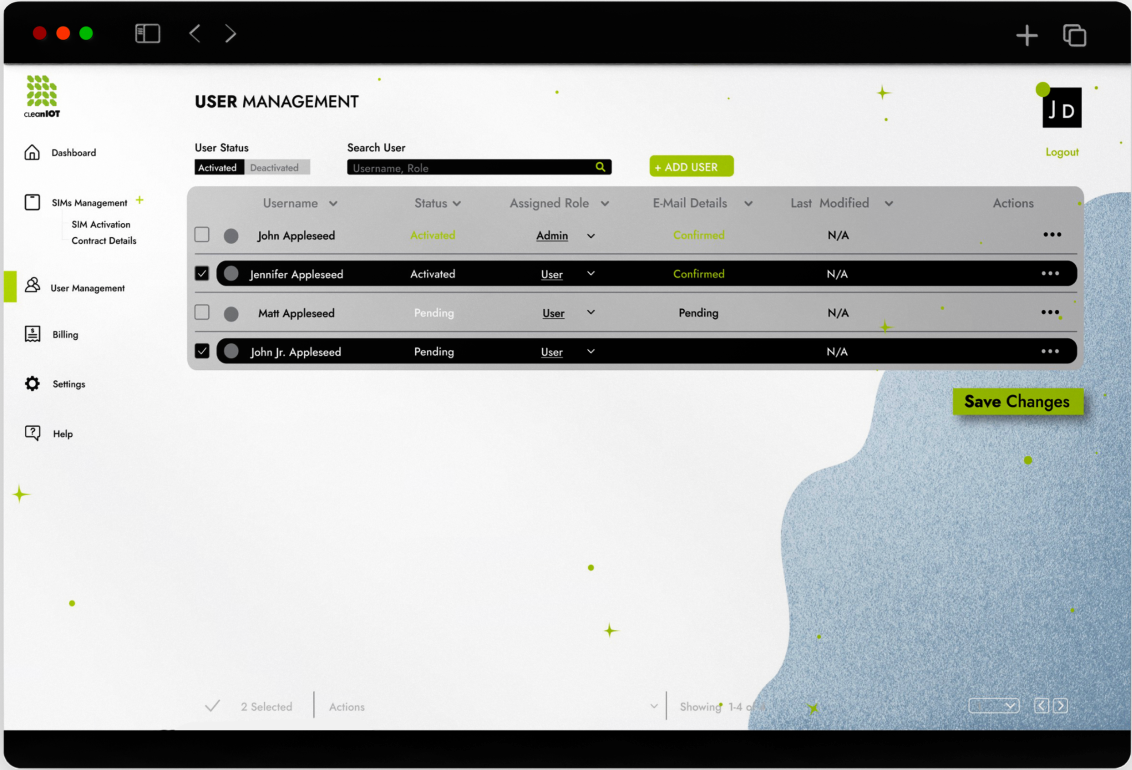 cLeanIOT
USER MANAGEMENT
J D
Logout
Dashboard
SIMs Management +
SIM Activation
Contract Details
User Management
Billing
Settings
Help
User Status
Activated Deactivated
Search User
Username, Role
+ ADD USER
Username Status Assigned Role E-Mail Details Last Modified Actions
John Appleseed Activated Admin Confirmed N/A
Jennifer Appleseed Activated User Confirmed N/A
Matt Appleseed Pending User Pending N/A
John Jr. Appleseed Pending User N/A
Save Changes
2 Selected Actions Showing 1-4